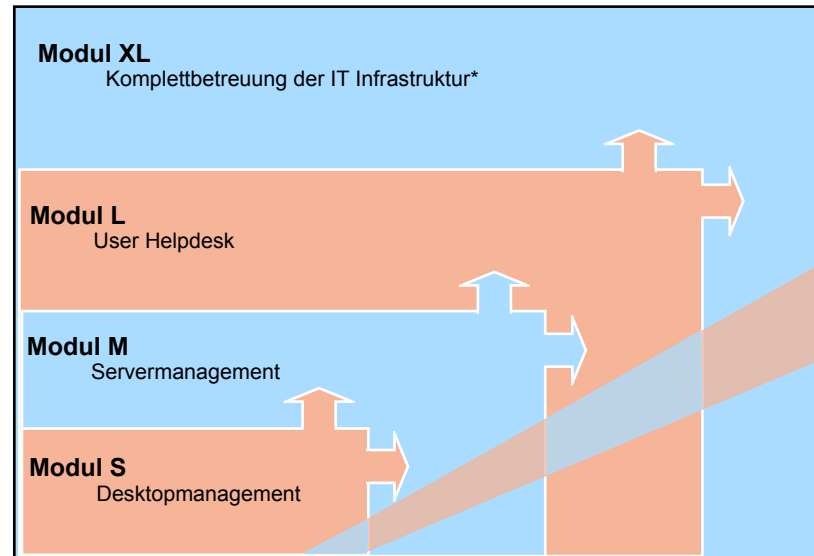 Modul XL
Komplettbetreuung der IT Infrastruktur*
Modul L
User Helpdesk
Modul M
Servermanagement
Modul S
Desktopmanagement